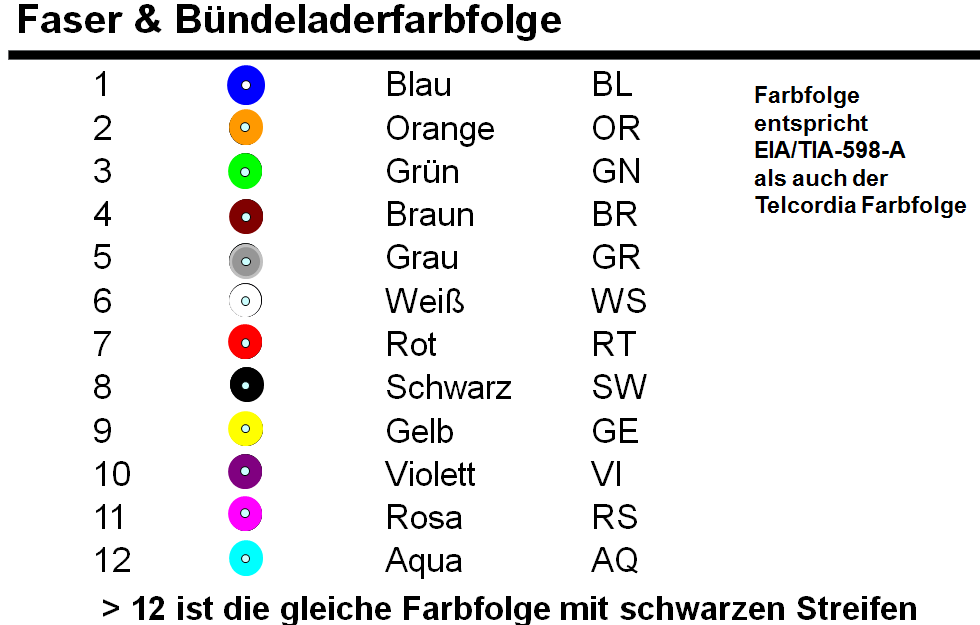 Faser & Bündeladerfarbfolge
1 Blau BL
2 Orange OR
3 Grün GN
4 Braun BR
5 Grau GR
6 Weiß WS
7 Rot RT
8 Schwarz SW
9 Gelb GE
10 Violett VI
11 Rosa RS
12 Aqua AQ
Farbfolge
entspricht
EIA/TIA-598-A
als auch der
Telcordia Farbfolge
> 12 ist die gleiche Farbfolge mit schwarzen Streifen